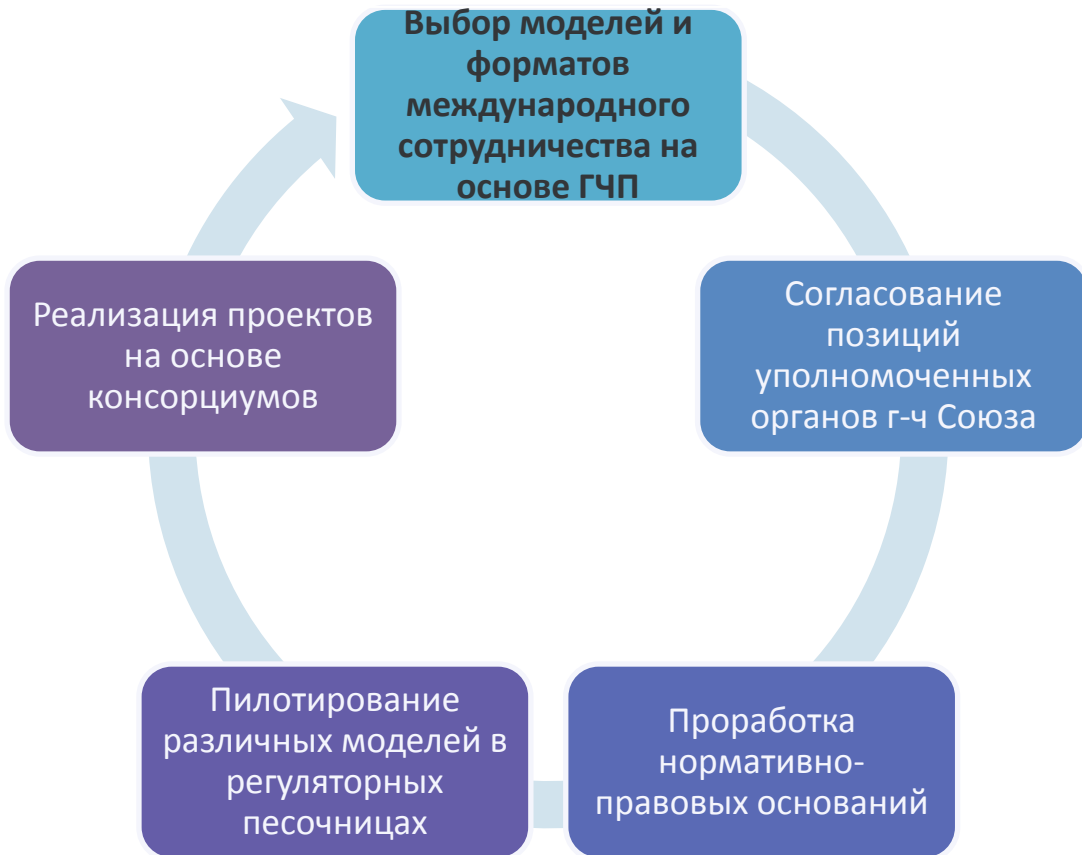 Выбор моделей и
форматов
международного
сотрудничества на
основе ГЧП
Согласование
позиций
уполномоченных
органов г-ч Союза
Проработка
нормативно-
правовых оснований
Пилотирование
различных моделей в
регуляторных
песочницах
Реализация проектов
на основе
консорциумов